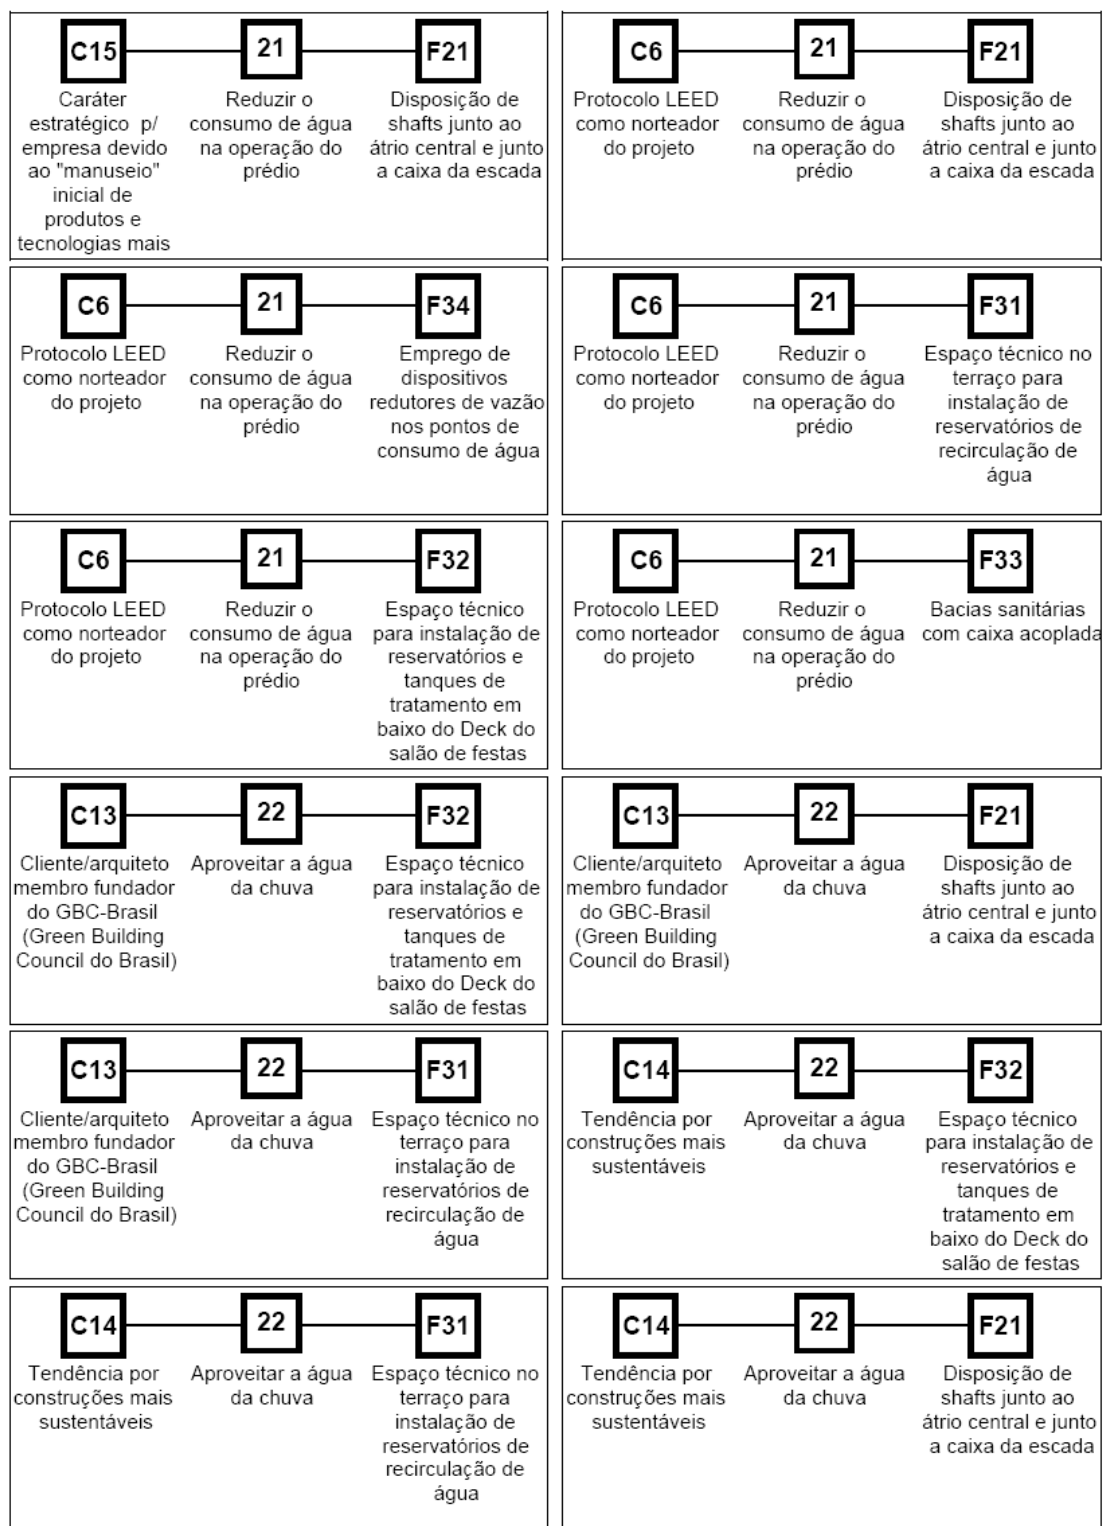 C15
21
F21
Caráter
estratégico p/
empresa devido
ao "manuseio"
inicial de
produtos e
tecnologias mais
Reduzir o
consumo de água
na operação do
prédio
Disposição de
shafts junto ao
átrio central e junto
a caixa da escada
C6
21
F21
Protocolo LEED
como norteador
do projeto
Reduzir o
consumo de água
na operação do
prédio
Disposição de
shafts junto ao
átrio central e junto
a caixa da escada
C6
21
F34
Protocolo LEED
como norteador
do projeto
Reduzir o
consumo de água
na operação do
prédio
Emprego de
dispositivos
redutores de vazão
nos pontos de
consumo de água
C6
21
F31
Protocolo LEED
como norteador
do projeto
Reduzir o
consumo de água
na operação do
prédio
Espaço técnico no
terraço para
instalação de
reservatórios de
recirculação de
água
C6
21
F32
Protocolo LEED
como norteador
do projeto
Reduzir o
consumo de água
na operação do
prédio
Espaço técnico
para instalação de
reservatórios e
tanques de
tratamento em
baixo do Deck do
salão de festas
C6
21
F33
Protocolo LEED
como norteador
do projeto
Reduzir o
consumo de água
na operação do
prédio
Bacias sanitárias
com caixa acoplada
C13
22
F32
Cliente/arquiteto
membro fundador
do GBC-Brasil
(Green Building
Council do Brasil)
Aproveitar a água
da chuva
Espaço técnico
para instalação de
reservatórios e
tanques de
tratamento em
baixo do Deck do
salão de festas
C13
22
F21
Cliente/arquiteto
membro fundador
do GBC-Brasil
(Green Building
Council do Brasil)
Aproveitar a água
da chuva
Disposição de
shafts junto ao
átrio central e junto
a caixa da escada
C13
22
F31
Cliente/arquiteto
membro fundador
do GBC-Brasil
(Green Building
Council do Brasil)
Aproveitar a água
da chuva
Espaço técnico no
terraço para
instalação de
reservatórios de
recirculação de
água
C14
22
F32
Tendência por
construções mais
sustentáveis
Aproveitar a água
da chuva
Espaço técnico
para instalação de
reservatórios e
tanques de
tratamento em
baixo do Deck do
salão de festas
C14
22
F31
Tendência por
construções mais
sustentáveis
Aproveitar a água
da chuva
Espaço técnico no
terraço para
instalação de
reservatórios de
recirculação de
água
C14
22
F21
Tendência por
construções mais
sustentáveis
Aproveitar a água
da chuva
Disposição de
shafts junto ao
átrio central e junto
a caixa da escada